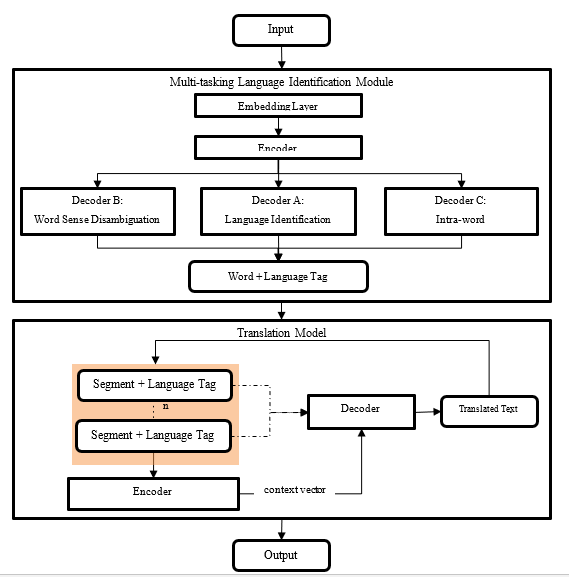 Input
Multi-tasking Language Identification Module
Embedding Layer
Encoder
Decoder B:
Word Sense Disambiguation
Decoder A:
Language Identification
Decoder C:
Intra-word
Word + Language Tag
Translation Model
Segment + Language Tag
n
Segment + Language Tag
Decoder
Translated Text
Encoder
context vector
Output